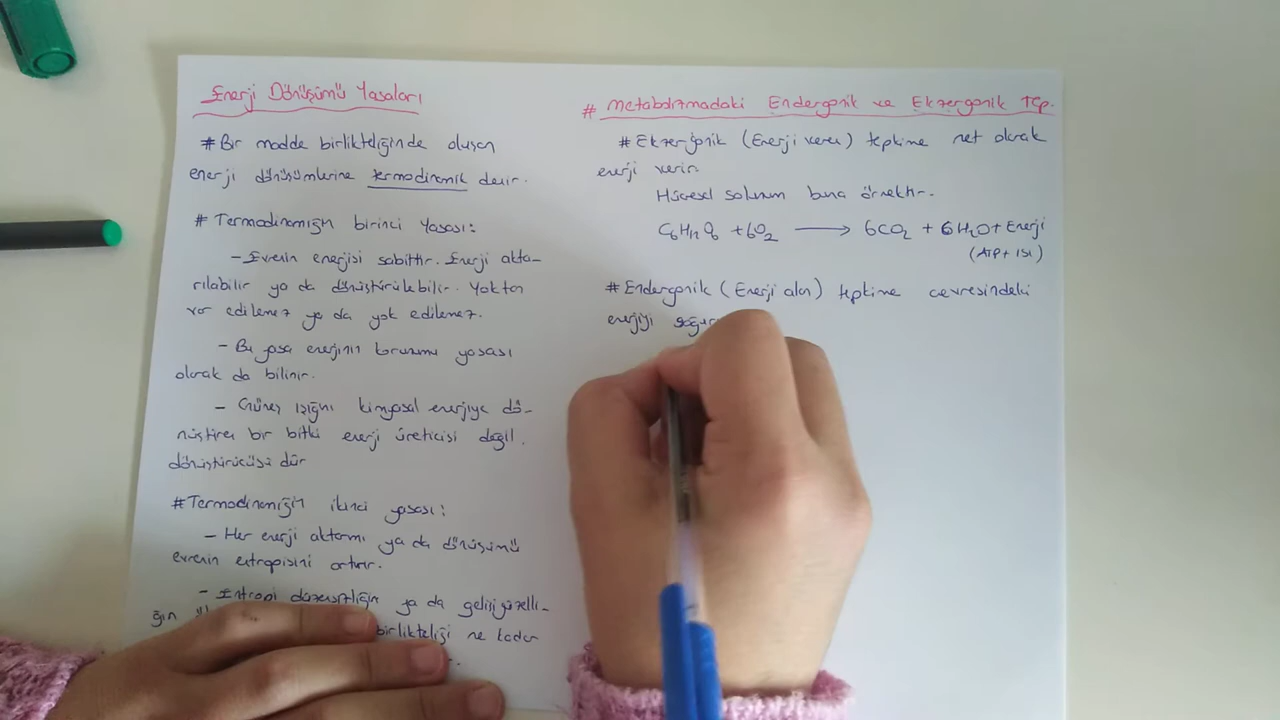 Enerji Dönüşümü Yasaları
# Bir madde birlikteliğinde oluşan
enerji dönüşümlerine termodinamik denir.
# Termodinamiğin birinci Yasası:
- Evrenin enerjisi sabittir. Enerji akta-
rılabilir ya da dönüştürülebilir. Yoktan
var edilemez ya da yok edilemez.
- Bu yasa enerjinin korunumu yasası
olarak da bilinir.
- Güneş ışığını kimyasal enerjiye dö-
nüştüren bir bitki enerji üreticisi değil.
dönüştürücüsü dür
# Termodinamiğin ikinci yasası:
- Her enerji aktarımı ya da dönüşümü
evrenin entropisini artırır.
- Entropi düzensizliğin ya da gelişigüzelli-
ğin
birlikteliği ne kadar
# Metabolizmadaki Endergonik ve Ekzergonik Tep.
# Ekzergonik (Enerji veren) tepkime net olarak
enerji verir.
Hücresel solunum buna örnektir.
C6H12O6 + 6O2 → 6CO2 + 6H2O + Enerji
(ATP + ISI)
# Endergonik (Enerji alan) tepkime çevresindeki
enerjiyi